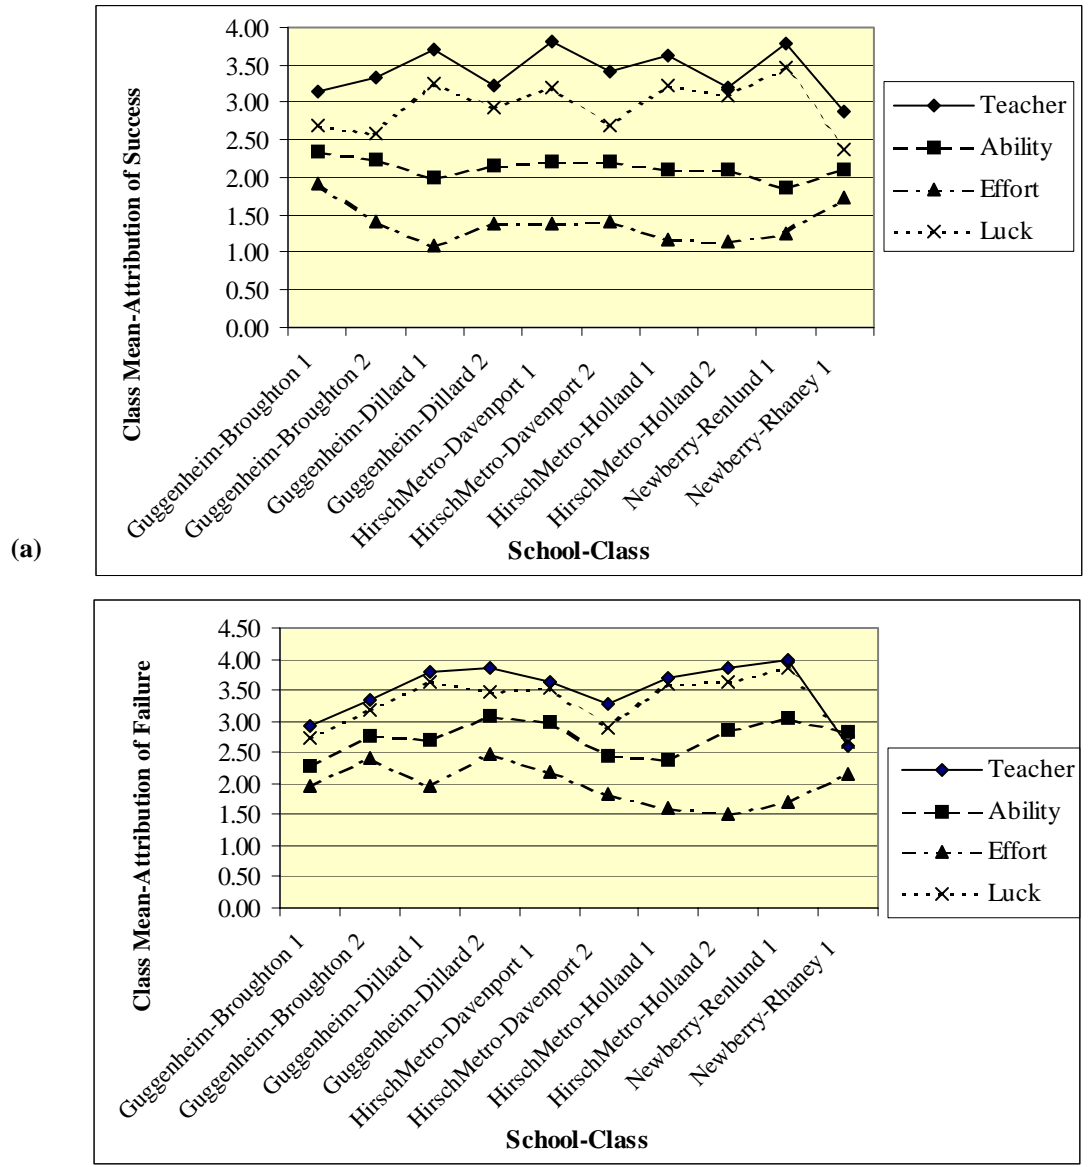 4.00
3.50
3.00
2.50
2.00
1.50
1.00
0.50
0.00
Class Mean-Attribution of Success
Guggenheim-Broughton 1
Guggenheim-Broughton 2
Guggenheim-Dillard 1
Guggenheim-Dillard 2
HirschMetro-Davenport 1
HirschMetro-Davenport 2
HirschMetro-Holland 1
HirschMetro-Holland 2
Newberry-Renlund 1
Newberry-Rhaney 1
School-Class
Teacher
Ability
Effort
Luck
(a)
4.50
4.00
3.50
3.00
2.50
2.00
1.50
1.00
0.50
0.00
Class Mean-Attribution of Failure
Guggenheim-Broughton 1
Guggenheim-Broughton 2
Guggenheim-Dillard 1
Guggenheim-Dillard 2
HirschMetro-Davenport 1
HirschMetro-Davenport 2
HirschMetro-Holland 1
HirschMetro-Holland 2
Newberry-Renlund 1
Newberry-Rhaney 1
School-Class
Teacher
Ability
Effort
Luck